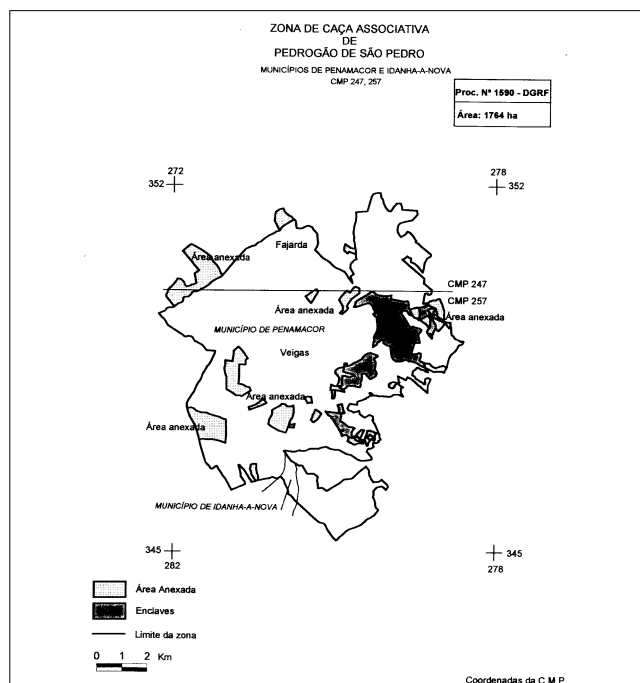 ZONA DE CAÇA ASSOCIATIVA
DE
PEDROGÃO DE SÃO PEDRO
MUNICÍPIOS DE PENAMACOR E IDANHA-A-NOVA
CMP 247, 257
Proc. Nº 1590 - DGRF
Área: 1764 ha
272
278
352
352
Fajarda
Área anexada
CMP 247
CMP 257
Área anexada
Área anexada
MUNICÍPIO DE PENAMACOR
Veigas
Área anexada
Área anexada
MUNICÍPIO DE IDANHA-A-NOVA
345
345
282
278
Área Anexada
Enclaves
Limite da zona
0 1 2 Km
Coordenadas da C.M.P.